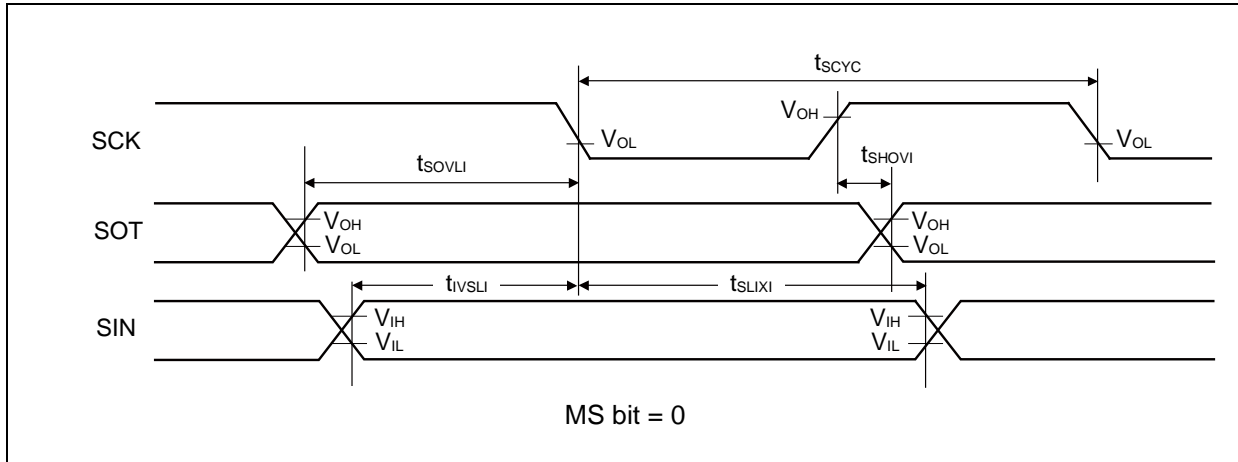 tSCYC
SCK
VOH
VOL
VOL
tSHOVI
tSOVLI
SOT
VOH
VOL
VOH
VOL
tIVSLI
tSLIXI
SIN
VIH
VIL
VIH
VIL
MS bit = 0